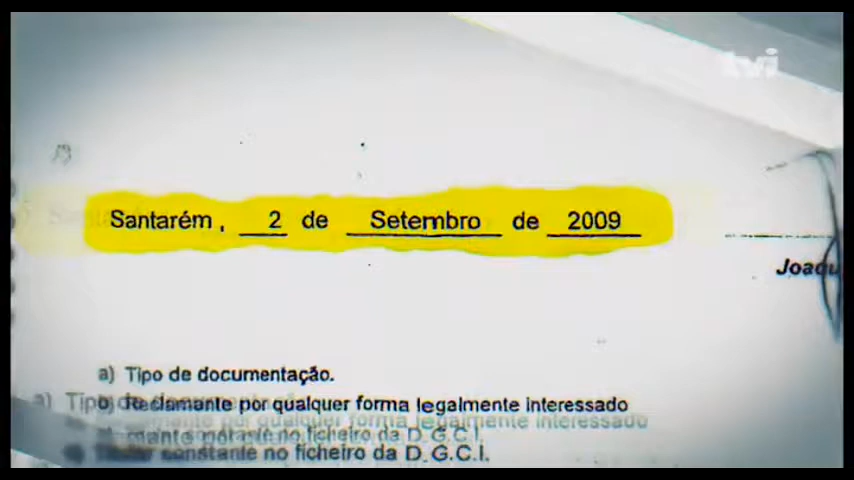 tvi
Santarém, 2 de Setembro de 2009
a) Tipo de documentação.
b) Reclamante por qualquer forma legalmente interessado
constante no ficheiro da D.G.C.I.